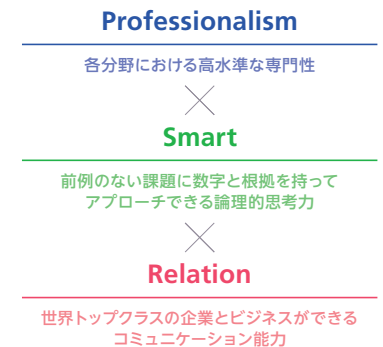 Professionalism
各分野における高水準な専門性
Smart
前例のない課題に数字と根拠を持って
アプローチできる論理的思考力
Relation
世界トップクラスの企業とビジネスができる
コミュニケーション能力